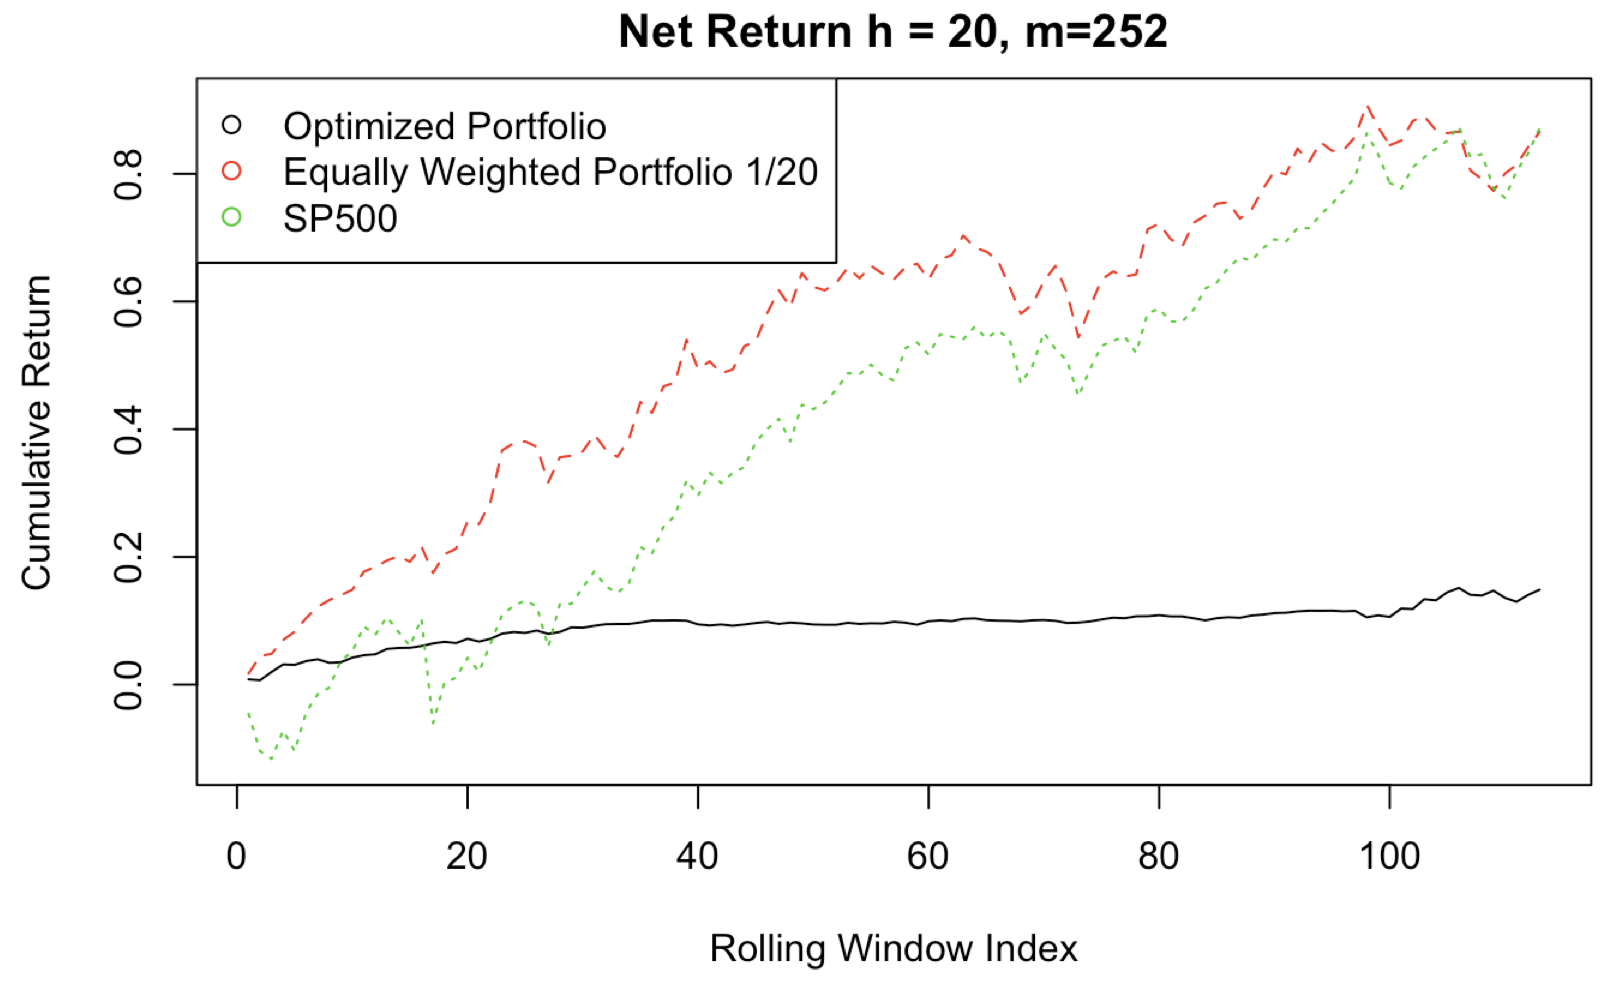 Net Return h = 20, m=252
Optimized Portfolio
Equally Weighted Portfolio 1/20
SP500
Cumulative Return
0.8
0.6
0.4
0.2
0.0
0 20 40 60 80 100
Rolling Window Index